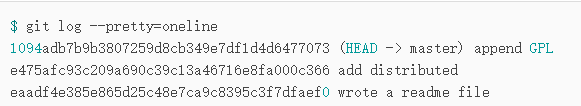 $ git log --pretty=oneline
1094adb7b9b3807259d8cb349e7df1d4d6477073 (HEAD -> master) append GPL
e475afc93c209a690c39c13a46716e8fa000c366 add distributed
eaadf4e385e865d25c48e7ca9c8395c3f7dfaef0 wrote a readme file